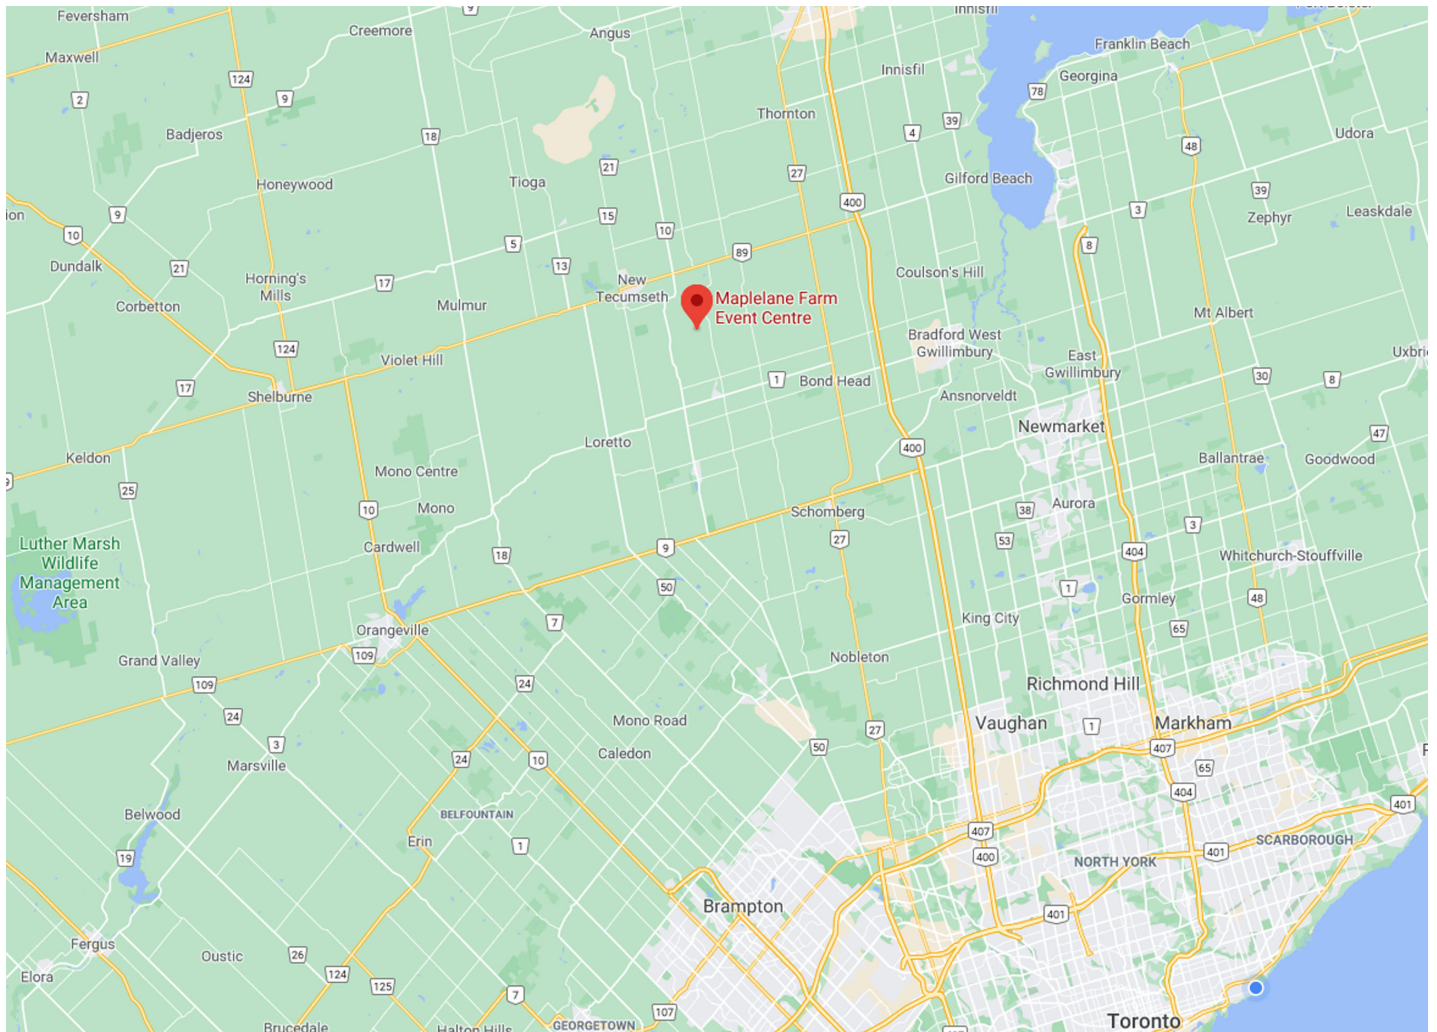 Feversham
9
Creemore
Angus
Innisfil
Maxwell
Franklin Beach
Innisfil
Georgina
124
2
9
78
Thornton
39
4
Badjeros
18
Udora
48
21
27
Tioga
Gilford Beach
Honeywood
39
400
3
9
15
Zephyr
Leaskdale
ion
10
10
5
89
8
Dundalk
21
13
Horning's
Mills
17
New
Tecumseth
Coulson's Hill
Corbetton
Mulmur
Maplelane Farm
Event Centre
Mt Albert
Bradford West
Gwillimbury
124
Violet Hill
East
Gwillimbury
17
1
Bond Head
30
8
Shelburne
Ansnorveldt
Newmarket
47
Loretto
400
Keldon
Mono Centre
Ballantrae
Goodwood
9
25
10
Mono
Schomberg
38
Aurora
3
Luther Marsh
Wildlife
Management
Area
Cardwell
18
9
27
53
404
Whitchurch-Stouffville
50
1
Gormley
48
7
King City
Orangeville
65
109
Nobleton
Grand Valley
109
24
Richmond Hill
24
Mono Road
Vaughan
1
Markham
27
3
50
407
Caledon
24
10
Marsville
65
404
401
Belwood
BELFOUNTAIN
407
Erin
1
SCARBOROUGH
19
400
NORTH YORK
401
Brampton
401
Fergus
26
Oustic
Elora
124
125
7
107
Toronto
Brucedale
Halton Hills
GEORGETOWN